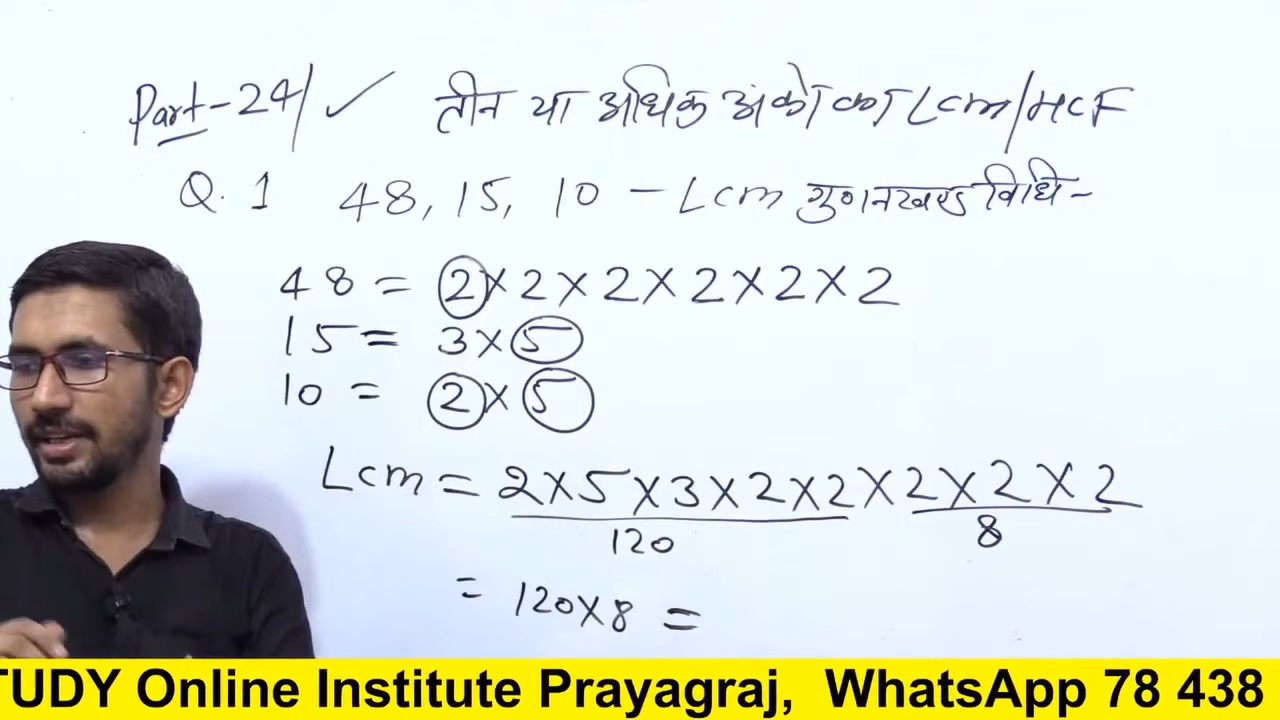 Part-24/ ✓ तीन या अधिक अंको का Lcm/HCF
Q. 1 48, 15, 10 - Lcm गुणनखण्ड विधि -
48 = 2×2×2×2×2×2
15 = 3×5
10 = 2×5
Lcm = 2×5×3×2×2×2×2×2
120 8
= 120×8 =
TUDY Online Institute Prayagraj, WhatsApp 78 438